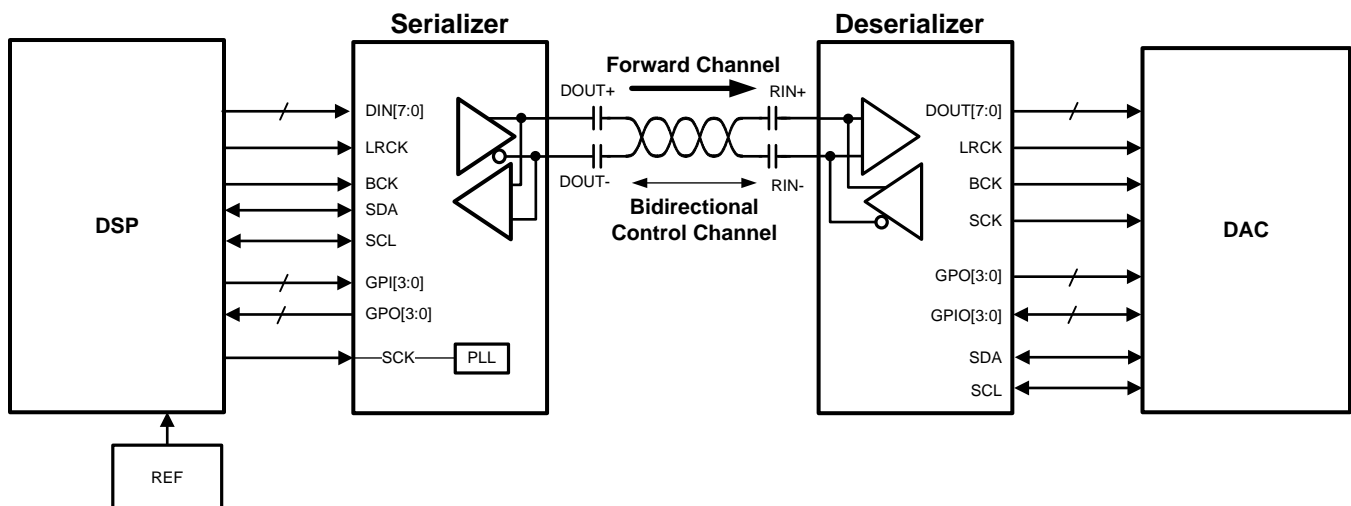 Serializer
Deserializer
Forward Channel
DOUT+
RIN+
DOUT-
RIN-
Bidirectional
Control Channel
DSP
DIN[7:0]
LRCK
BCK
SDA
SCL
GPI[3:0]
GPO[3:0]
SCK
PLL
DOUT[7:0]
LRCK
BCK
SCK
GPO[3:0]
GPIO[3:0]
SDA
SCL
DAC
REF